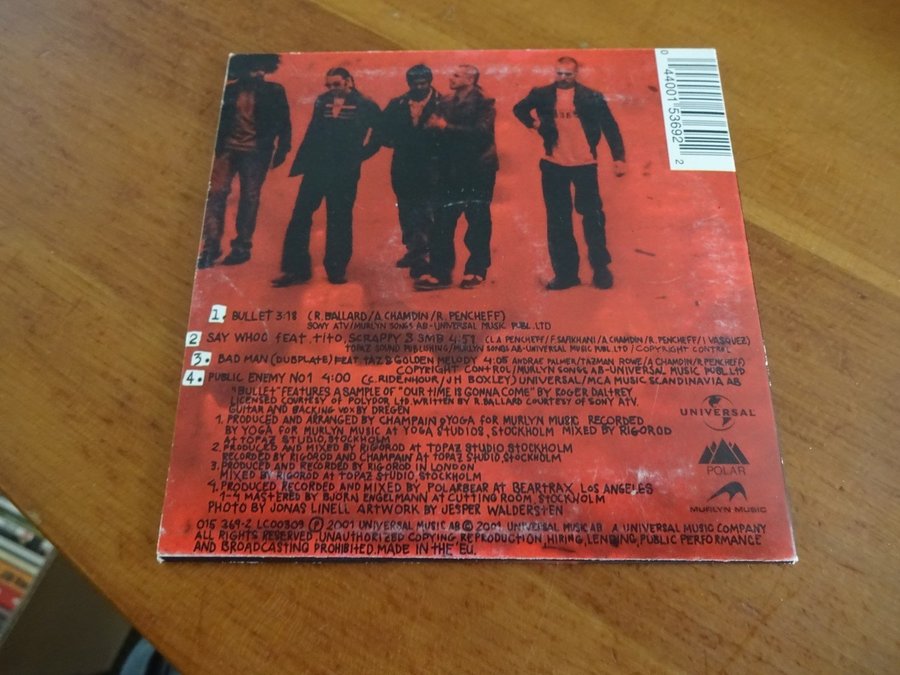 0 44001 53692 2
1. BULLET 3:18 (R. BALLARD/A CHAMDIN/R. PENCHEFF)
SONY ATV/MURLYN SONGS AB-UNIVERSAL MUSIC PUBL. LTD
2 SAY WHOO FEAT. TITO, SCRAPPY & 3MB 4:57 (L A PENCHEFF/F SAFIKHANI/A CHAMDIN/R. PENCHEFF/I VASQUEZ)
TOPAZ SOUND PUBLISHING/MURLYN SONGS AB-UNIVERSAL MUSIC PUBL. LTD / COPYRIGHT CONTROL
3. BAD MAN (DUBPLATE) FEAT. TAZ & GOLDEN MELODY 4:05 ANDRAE PALMER/TAZMAN ROWE/A CHAMDIN/R. PENCHEFF)
COPYRIGHT CONTROL/MURLYN SONGS AB-UNIVERSAL MUSIC PUBL. LTD
4. PUBLIC ENEMY NO1 4:00 (C. RIDENHOUR/J H BOXLEY) UNIVERSAL/MCA MUSIC SCANDINAVIA AB
"BULLET" FEATURES A SAMPLE OF "OUR TIME IS GONNA COME" BY ROGER DALTREY
LICENSED COURTESY OF POLYDOR LTD. WRITTEN BY R. BALLARD COURTESY OF SONY ATV.
GUITAR AND BACKING VOX BY DREGEN
1. PRODUCED AND ARRANGED BY CHAMPAIN & YOGA FOR MURLYN MUSIC RECORDED
BY YOGA FOR MURLYN MUSIC AT YOGA STUDIOS, STOCKHOLM MIXED BY RIGOROD
AT TOPAZ STUDIO, STOCKHOLM
2. PRODUCED AND MIXED BY RIGOROD AT TOPAZ STUDIO STOCKHOLM
RECORDED BY RIGOROD AND CHAMPAIN AT TOPAZ STUDIO, STOCKHOLM
3. PRODUCED AND RECORDED BY RIGOROD IN LONDON
MIXED BY RIGOROD AT TOPAZ STUDIO, STOCKHOLM
4. PRODUCED RECORDED AND MIXED BY POLARBEAR AT BEARTRAX, LOS ANGELES
1-4 MASTERED BY BJÖRN ENGELMANN AT CUTTING ROOM, STOCKHOLM
PHOTO BY JONAS LINELL ARTWORK BY JESPER WALDERSTEN
UNIVERSAL
POLAR
MURLYN MUSIC
015 369-2 LC00309 ℗ 2001 UNIVERSAL MUSIC AB © 2001 UNIVERSAL MUSIC AB. A UNIVERSAL MUSIC COMPANY
ALL RIGHTS RESERVED. UNAUTHORIZED COPYING REPRODUCTION, HIRING, LENDING, PUBLIC PERFORMANCE
AND BROADCASTING PROHIBITED. MADE IN THE EU.